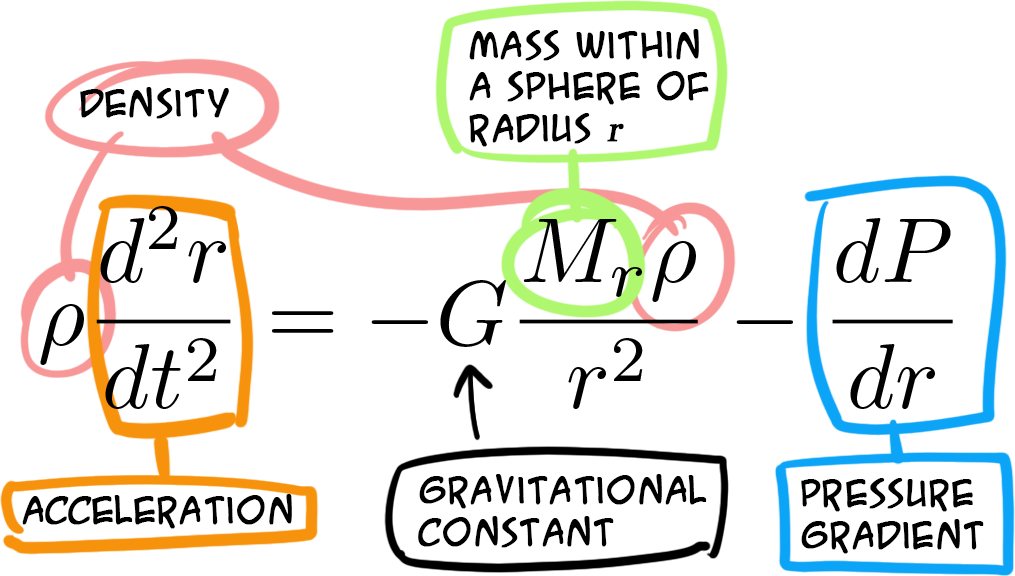 MASS WITHIN
A SPHERE OF
RADIUS r
DENSITY
ρ d²r/dt² = −G M_r ρ/r² − dP/dr
ACCELERATION
GRAVITATIONAL
CONSTANT
PRESSURE
GRADIENT